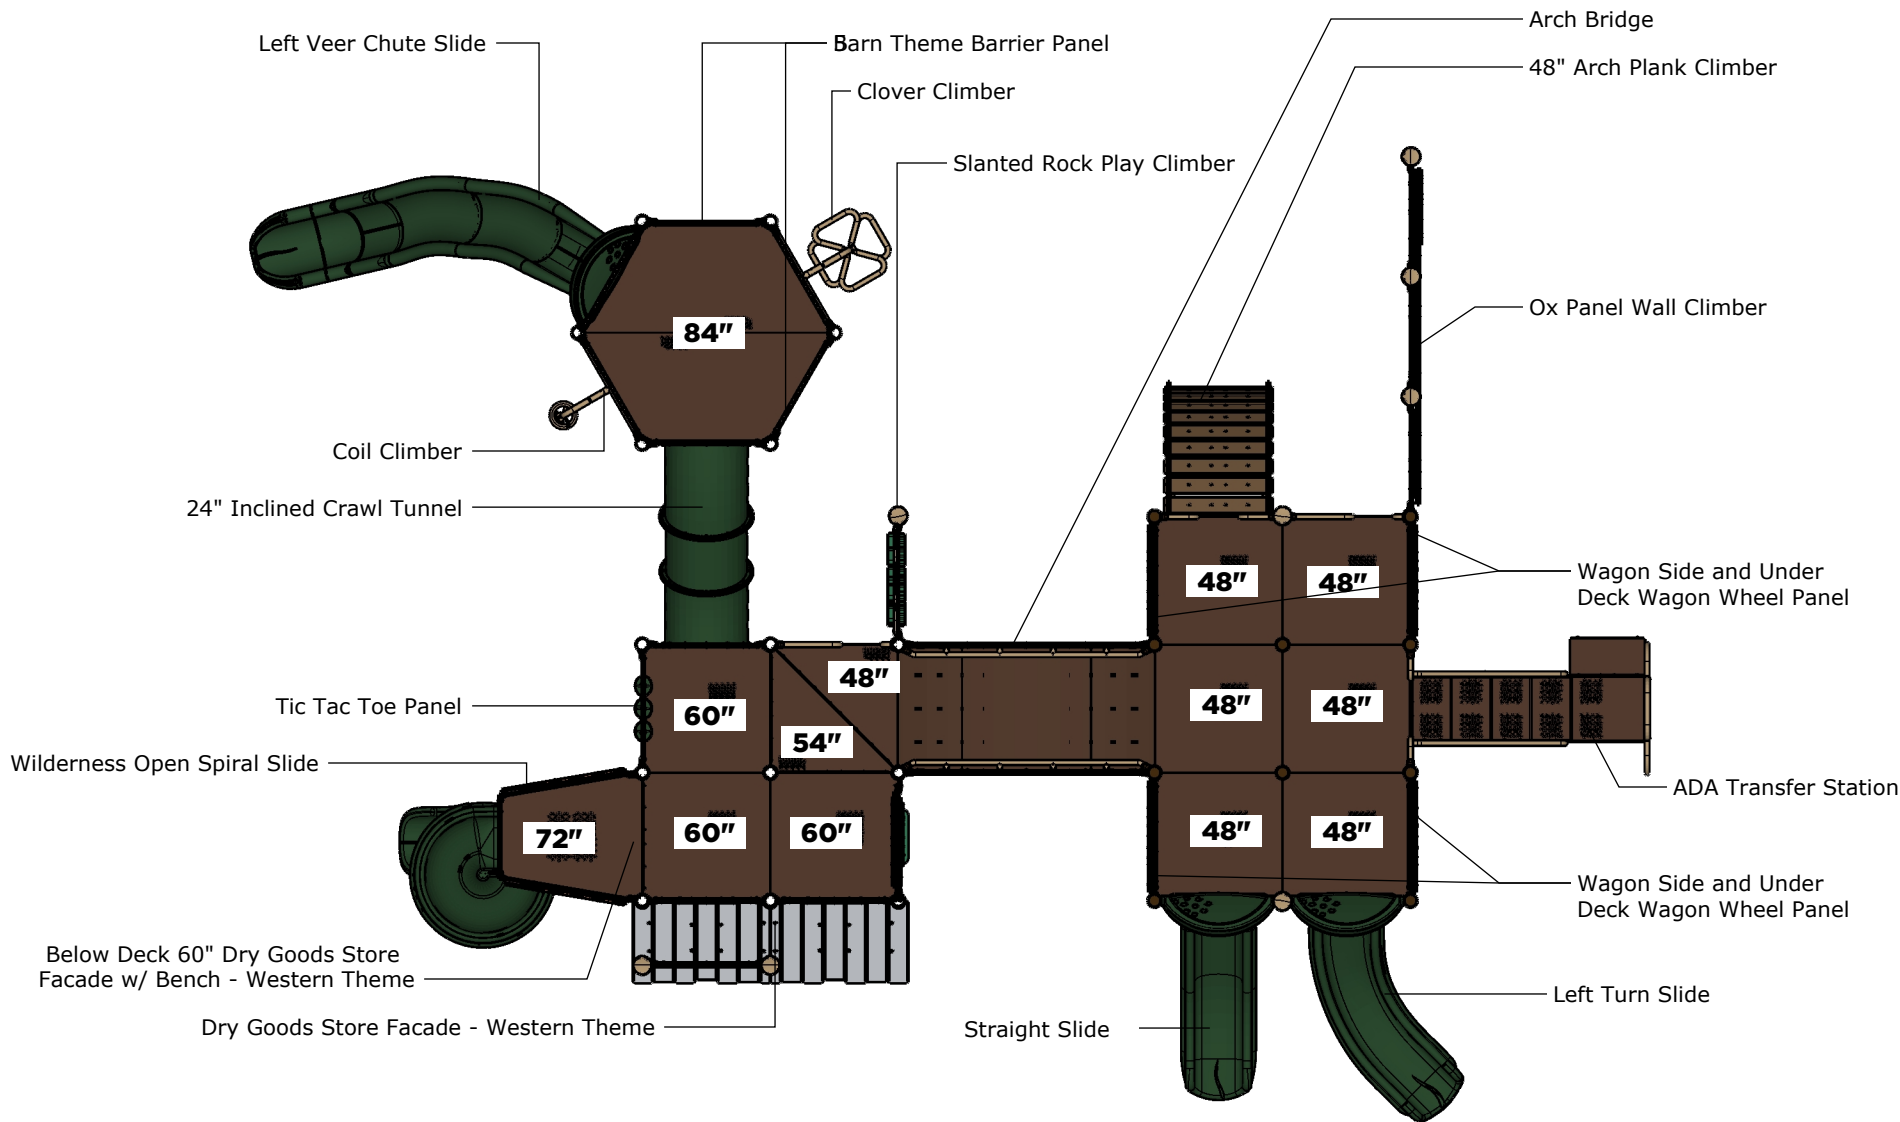 Arch Bridge
Left Veer Chute Slide
Barn Theme Barrier Panel
48" Arch Plank Climber
Clover Climber
Slanted Rock Play Climber
Ox Panel Wall Climber
84"
Coil Climber
24" Inclined Crawl Tunnel
48"
48"
Wagon Side and Under
Deck Wagon Wheel Panel
48"
Tic Tac Toe Panel
60"
48"
48"
54"
Wilderness Open Spiral Slide
ADA Transfer Station
72"
60"
60"
48"
48"
Wagon Side and Under
Deck Wagon Wheel Panel
Below Deck 60" Dry Goods Store
Facade w/ Bench - Western Theme
Left Turn Slide
Dry Goods Store Facade - Western Theme
Straight Slide